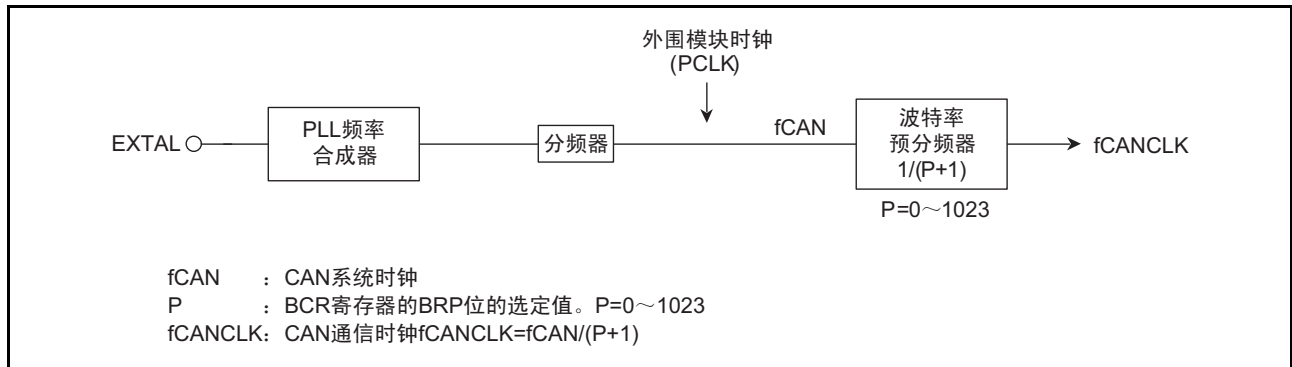 外围模块时钟
(PCLK)
EXTAL
PLL频率
合成器
分频器
fCAN
波特率
预分频器
1/(P+1)
fCANCLK
P=0～1023
fCAN ：CAN系统时钟
P ：BCR寄存器的BRP位的选定值。P=0～1023
fCANCLK：CAN通信时钟fCANCLK=fCAN/(P+1)